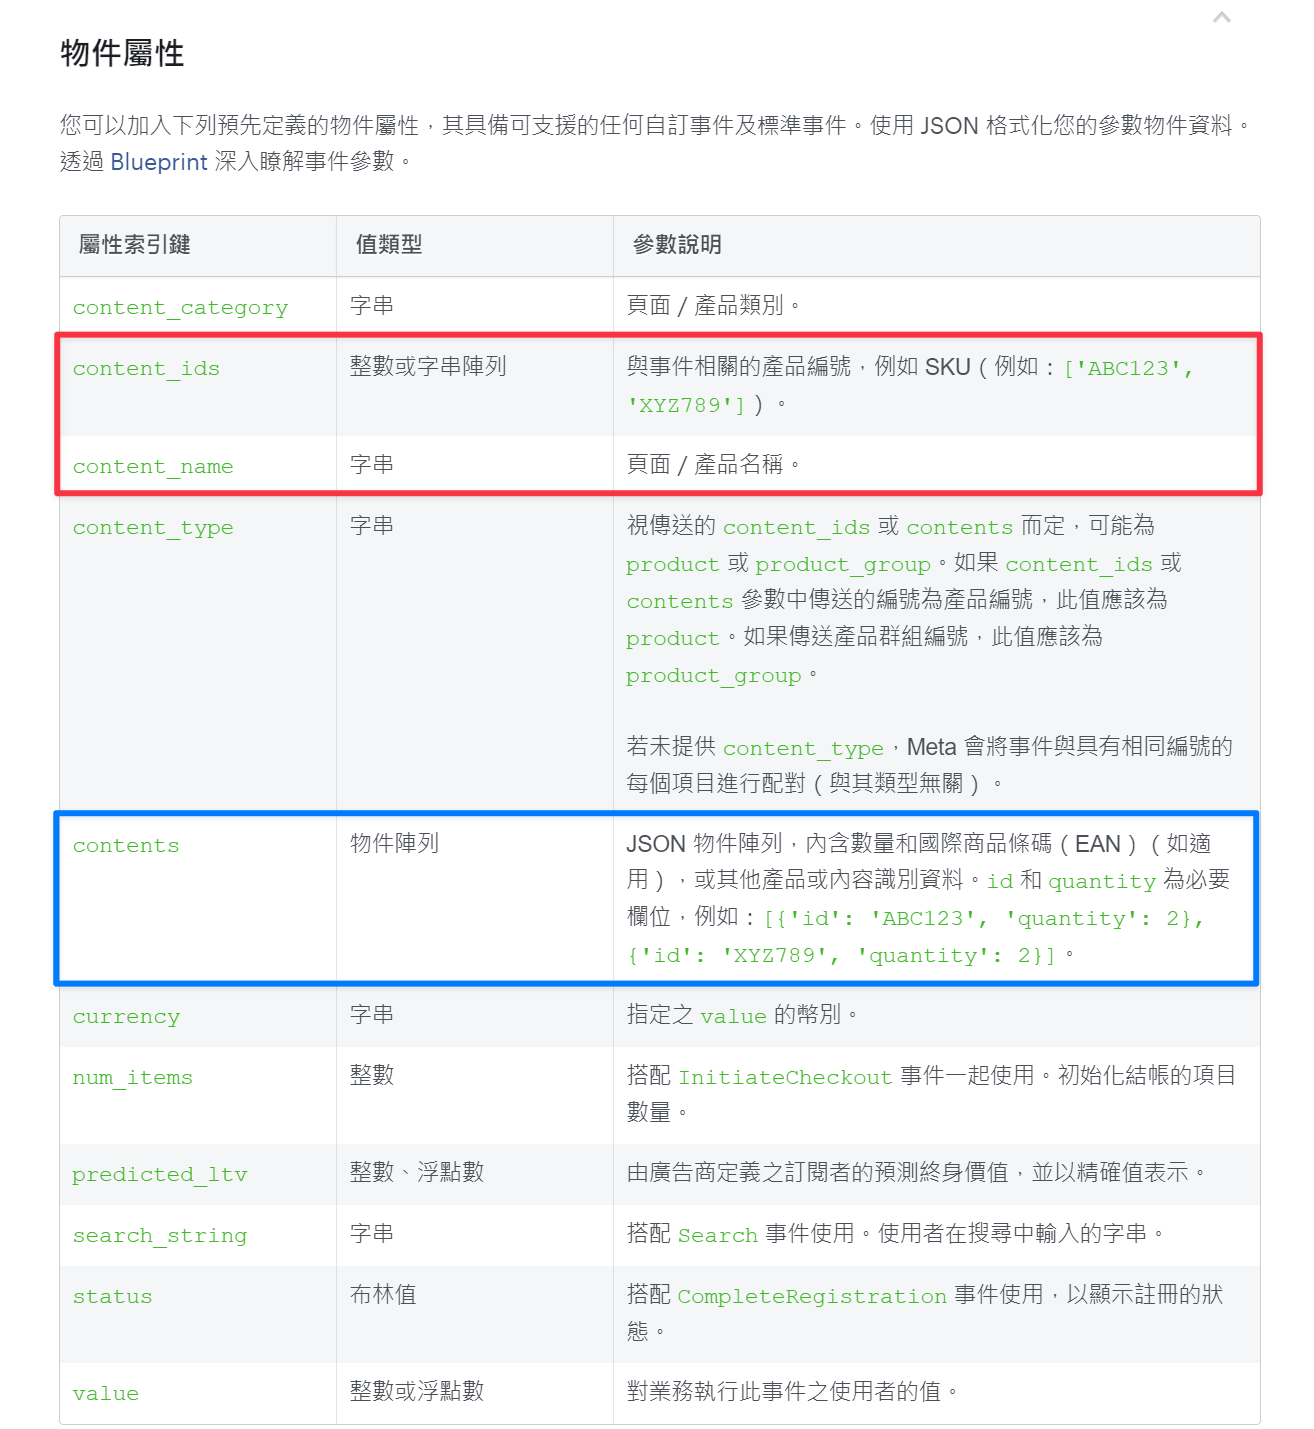 物件屬性
您可以加入下列預先定義的物件屬性，其具備可支援的任何自訂事件及標準事件。使用 JSON 格式化您的參數物件資料。
透過 Blueprint 深入瞭解事件參數。
屬性索引鍵 值類型 參數說明
content_category 字串 頁面 / 產品類別。
content_ids 整數或字串陣列 與事件相關的產品編號，例如 SKU（例如：['ABC123',
'XYZ789']）。
content_name 字串 頁面 / 產品名稱。
content_type 字串 視傳送的 content_ids 或 contents 而定，可能為
product 或 product_group。如果 content_ids 或
contents 參數中傳送的編號為產品編號，此值應該為
product。如果傳送產品群組編號，此值應該為
product_group。
若未提供 content_type，Meta 會將事件與具有相同編號的
每個項目進行配對（與其類型無關）。
contents 物件陣列 JSON 物件陣列，內含數量和國際商品條碼（EAN）（如適
用），或其他產品或內容識別資料。id 和 quantity 為必要
欄位，例如：[{'id': 'ABC123', 'quantity': 2},
{'id': 'XYZ789', 'quantity': 2}]。
currency 字串 指定之 value 的幣別。
num_items 整數 搭配 InitiateCheckout 事件一起使用。初始化結帳的項目
數量。
predicted_ltv 整數、浮點數 由廣告商定義之訂閱者的預測終身價值，並以精確值表示。
search_string 字串 搭配 Search 事件使用。使用者在搜尋中輸入的字串。
status 布林值 搭配 CompleteRegistration 事件使用，以顯示註冊的狀
態。
value 整數或浮點數 對業務執行此事件之使用者的值。